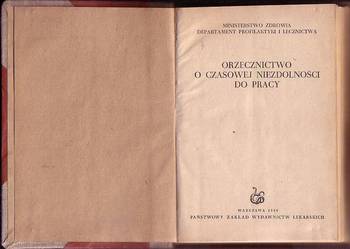 MINISTERSTWO ZDROWIA
DEPARTAMENT PROFILAKTYKI I LECZNICTWA
ORZECZNICTWO
O CZASOWEJ NIEZDOLNOŚCI
DO PRACY
WARSZAWA
PAŃSTWOWY ZAKŁAD WYDAWNICTW LEKARSKICH